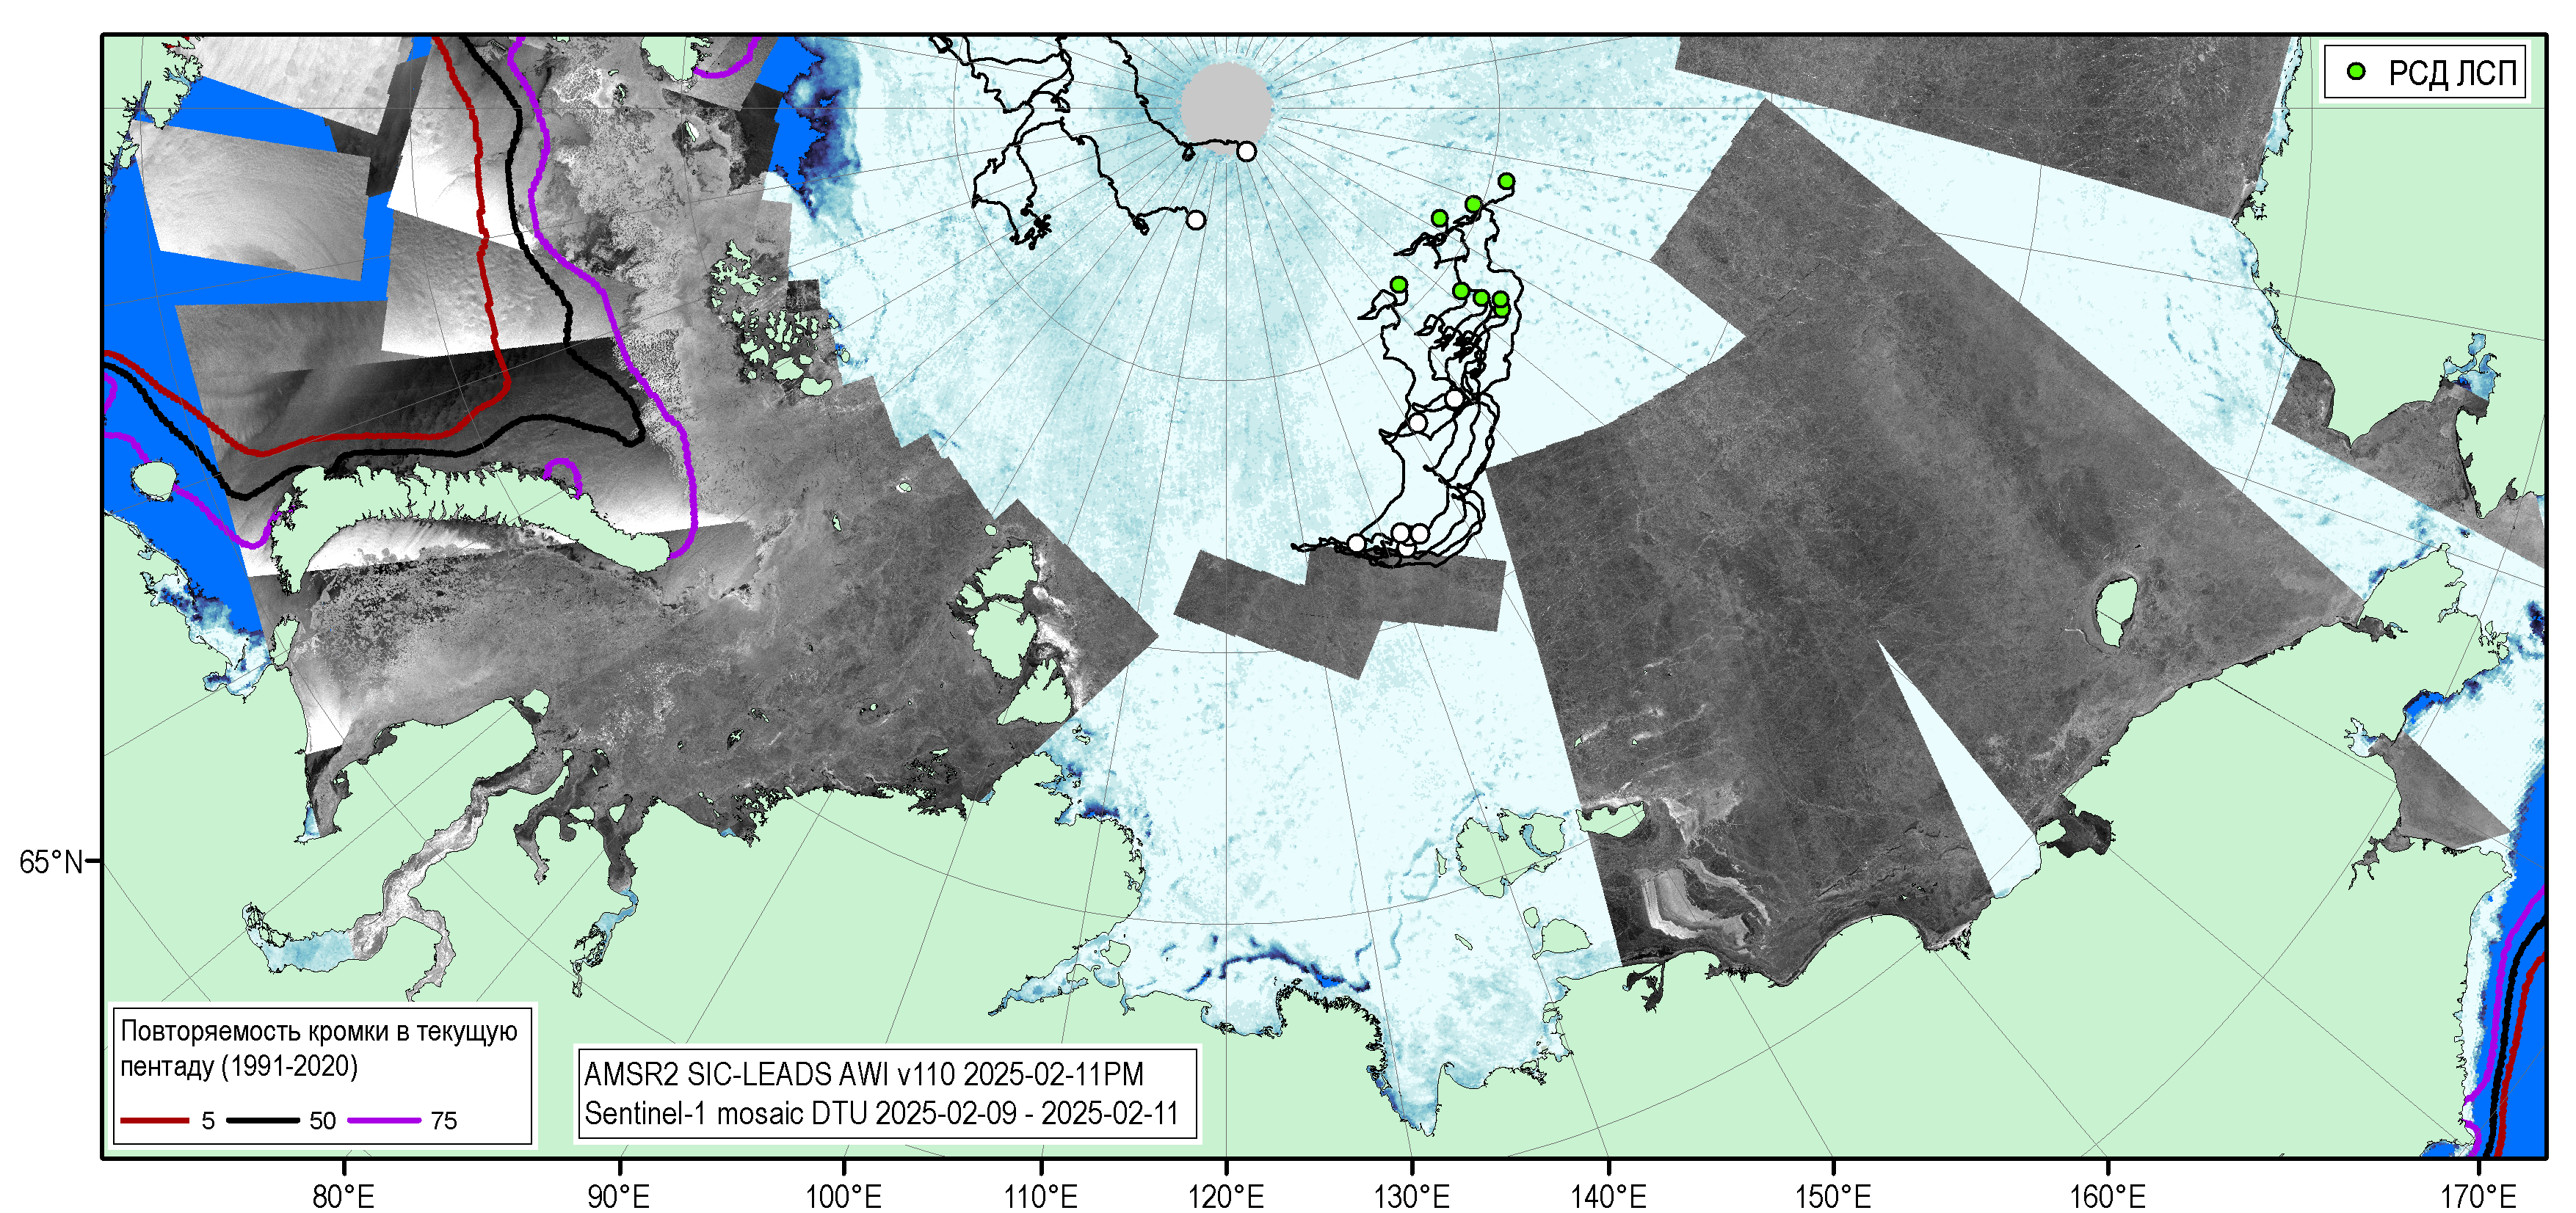 РСД ЛСП
65°N
Повторяемость кромки в текущую
пентаду (1991-2020)
5 50 75
AMSR2 SIC-LEADS AWI v110 2025-02-11PM
Sentinel-1 mosaic DTU 2025-02-09 - 2025-02-11
80°E 90°E 100°E 110°E 120°E 130°E 140°E 150°E 160°E 170°E